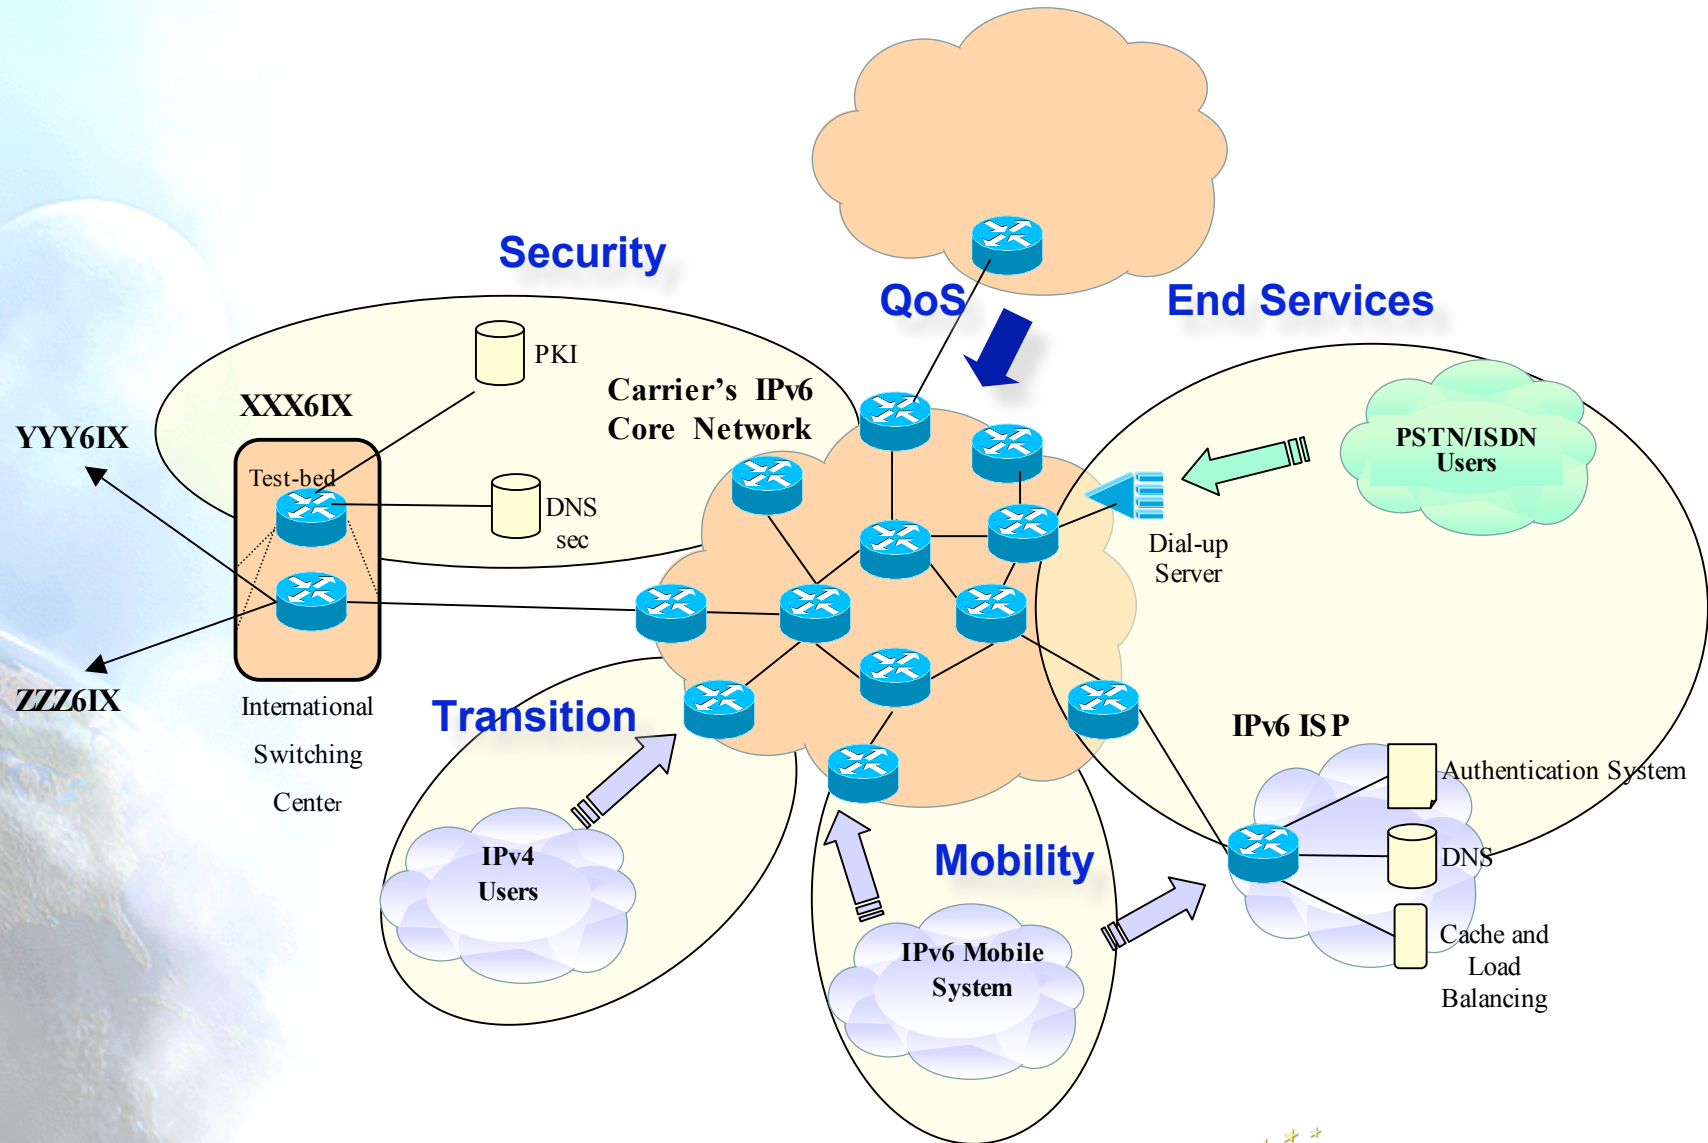 Security
QoS
End Services
PKI
Carrier's IPv6
Core Network
XXX6IX
YYY6IX
Test-bed
DNS
sec
PSTN/ISDN
Users
Dial-up
Server
ZZZ6IX
International
Switching
Center
Transition
IPv6 ISP
Authentication System
DNS
Cache and
Load
Balancing
IPv4
Users
Mobility
IPv6 Mobile
System